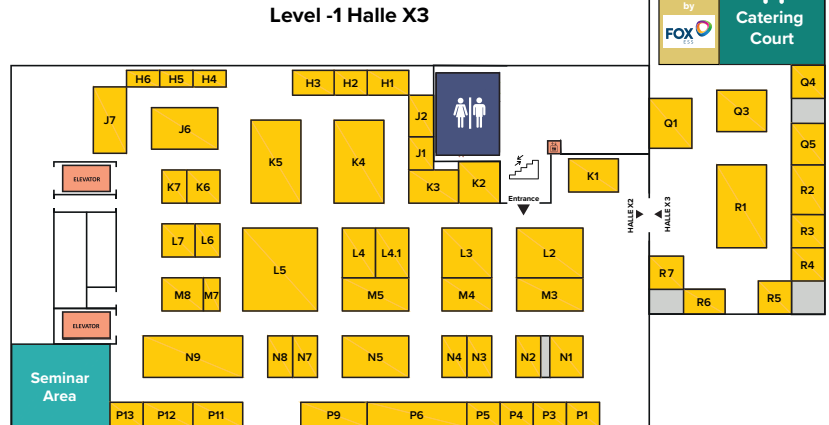 Level -1 Halle X3
by
FOX
ESS
Catering
Court
H6 H5 H4
H3 H2 H1
Q4
J7
J6
J2
Q1
Q3
K5
K4
J1
Q5
ELEVATOR
K7 K6
K3
K2
K1
R2
Entrance
HALLE X2
HALLE X3
R1
L7 L6
L5
L4 L4.1
L3
L2
R3
R7
R4
M8 M7
M5
M4
M3
R6
R5
ELEVATOR
N9
N8 N7
N5
N4 N3
N2 N1
Seminar
Area
P13 P12 P11
P9 P6 P5 P4 P3 P1